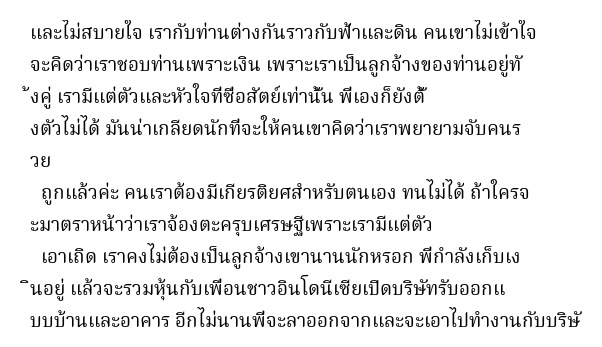 และไม่สบายใจ เรากับท่านต่างกันราวกับฟ้าและดิน คนเขาไม่เข้าใจ
จะคิดว่าเราชอบท่านเพราะเงิน เพราะเราเป็นลูกจ้างของท่านอยู่ทั
้งคู่ เรามีแต่ตัวและหัวใจที่ซื่อสัตย์เท่านั้น พี่เองก็ยังตั้
งตัวไม่ได้ มันน่าเกลียดนักที่จะให้คนเขาคิดว่าเราพยายามจับคนร
วย
ถูกแล้วค่ะ คนเราต้องมีเกียรติยศสำหรับตนเอง ทนไม่ได้ ถ้าใครจ
ะมาตราหน้าว่าเราจ้องตะครุบเศรษฐีเพราะเรามีแต่ตัว
เอาเถิด เราคงไม่ต้องเป็นลูกจ้างเขานานนักหรอก พี่กำลังเก็บเง
ินอยู่ แล้วจะรวมหุ้นกับเพื่อนชาวอินโดนีเซียเปิดบริษัทรับออกแ
บบบ้านและอาคาร อีกไม่นานพี่จะลาออกจากและจะเอาไปทำงานกับบริษั